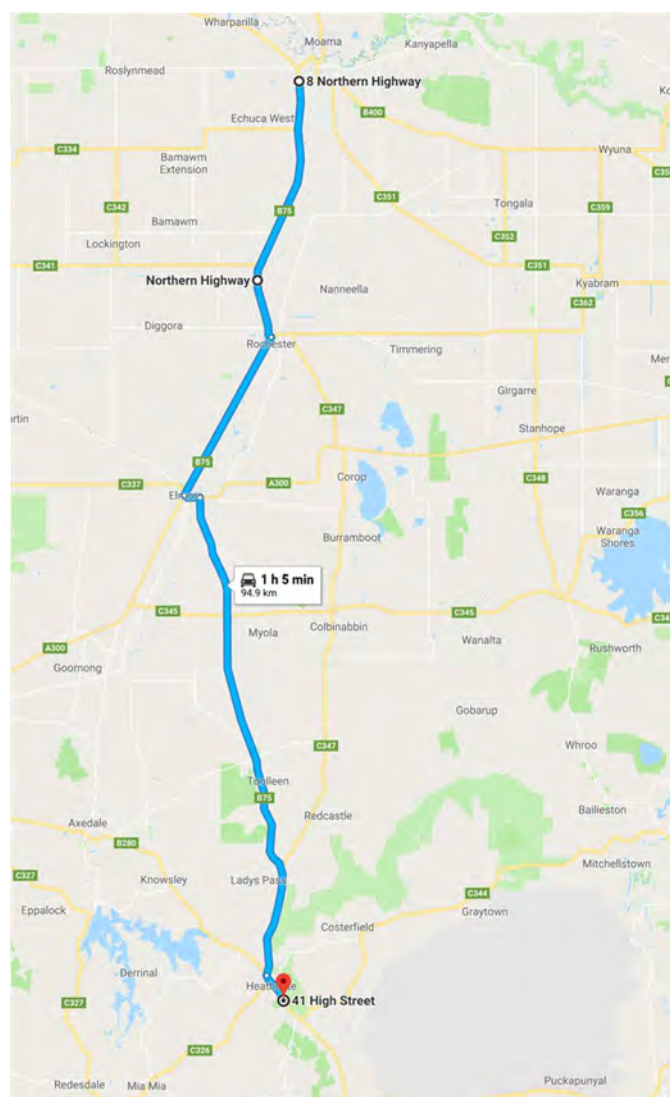 Wharparilla
Moama
Kanyapella
Roslynmead
8 Northern Highway
Echuca West
B400
C334
Bamawm
Extension
Wyuna
C342
B75
C351
Tongala
C359
Bamawm
Lockington
C352
C341
C351
Northern Highway
Nanneella
Kyabram
C362
Diggora
Rochester
Timmering
Girgarre
C347
Stanhope
B75
C337
A300
Corop
C348
Waranga
C356
Waranga
Shores
Burramboot
1 h 5 min
94.9 km
C345
C345
Colbinabbin
Myola
Wanalta
A300
Rushworth
Goornong
Gobarup
C347
Whroo
Toolleen
B75
Redcastle
Bailieston
Axedale
B280
Mitchellstown
C327
Knowsley
Ladys Pass
C344
Graytown
Eppalock
Costerfield
Derrinal
Heathcote
41 High Street
C327
C326
Redesdale
Mia Mia
Puckapunyal